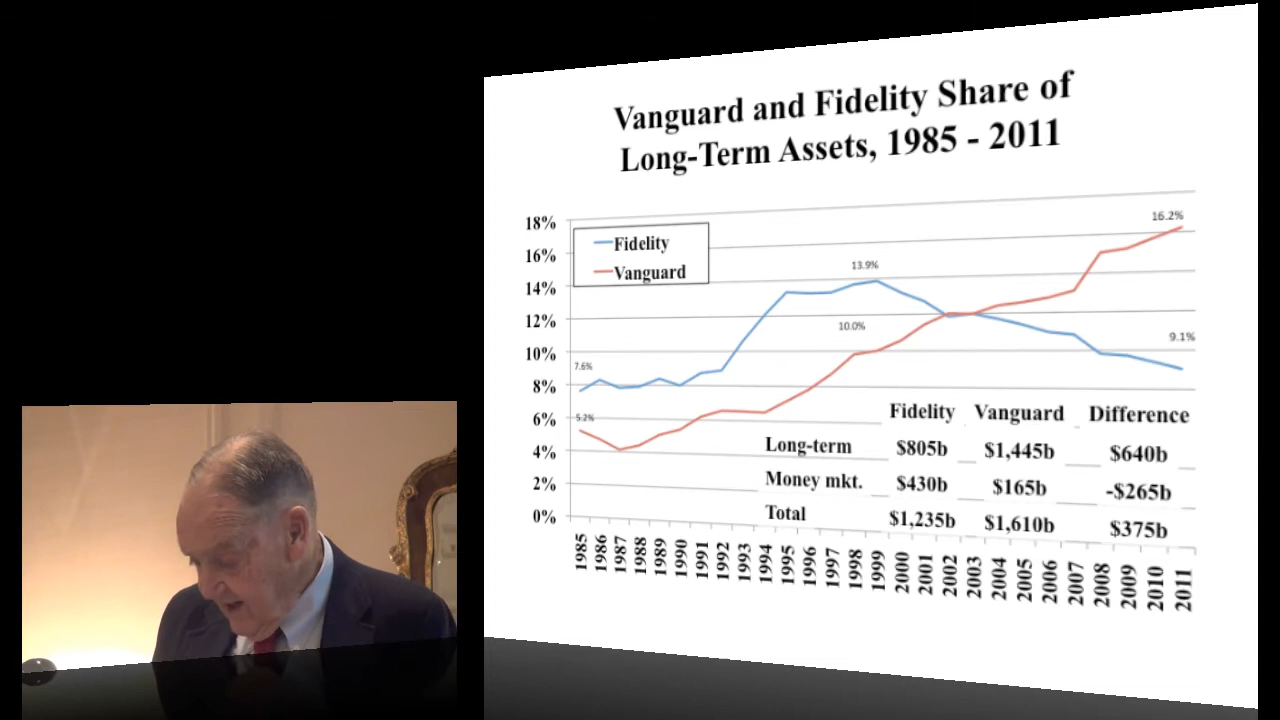 Vanguard and Fidelity Share of
Long-Term Assets, 1985 - 2011
18%
16%
14%
12%
10%
8%
6%
4%
2%
0%
Fidelity
Vanguard
7.6%
5.2%
13.9%
10.0%
16.2%
9.1%
Fidelity Vanguard Difference
Long-term $805b $1,445b $640b
Money mkt. $430b $165b -$265b
Total $1,235b $1,610b $375b
1985 1986 1987 1988 1989 1990 1991 1992 1993 1994 1995 1996 1997 1998 1999 2000 2001 2002 2003 2004 2005 2006 2007 2008 2009 2010 2011